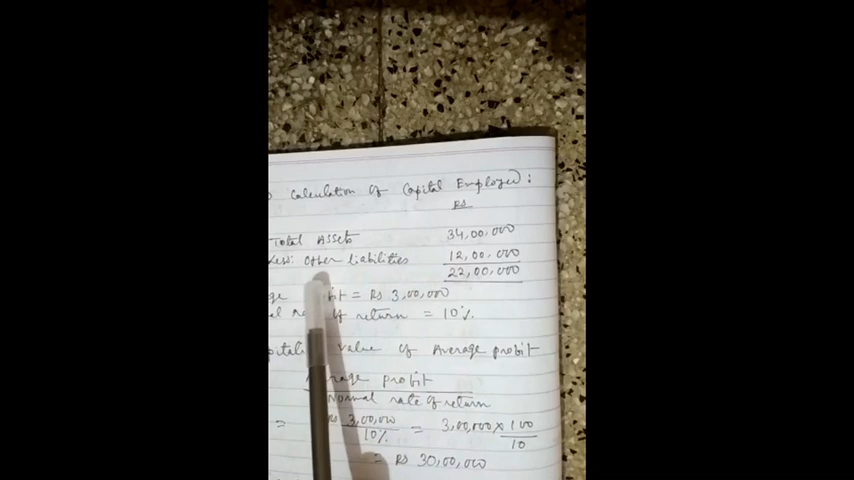 Calculation of Capital Employed:
Rs
Total Assets 34,00,000
Less: Other liabilities 12,00,000
22,00,000
= Rs 3,00,000
of return = 10%
value of Average profit
profit
Normal rate of return
= Rs 3,00,000 / 10% = 3,00,000 × 100 / 10
= Rs 30,00,000